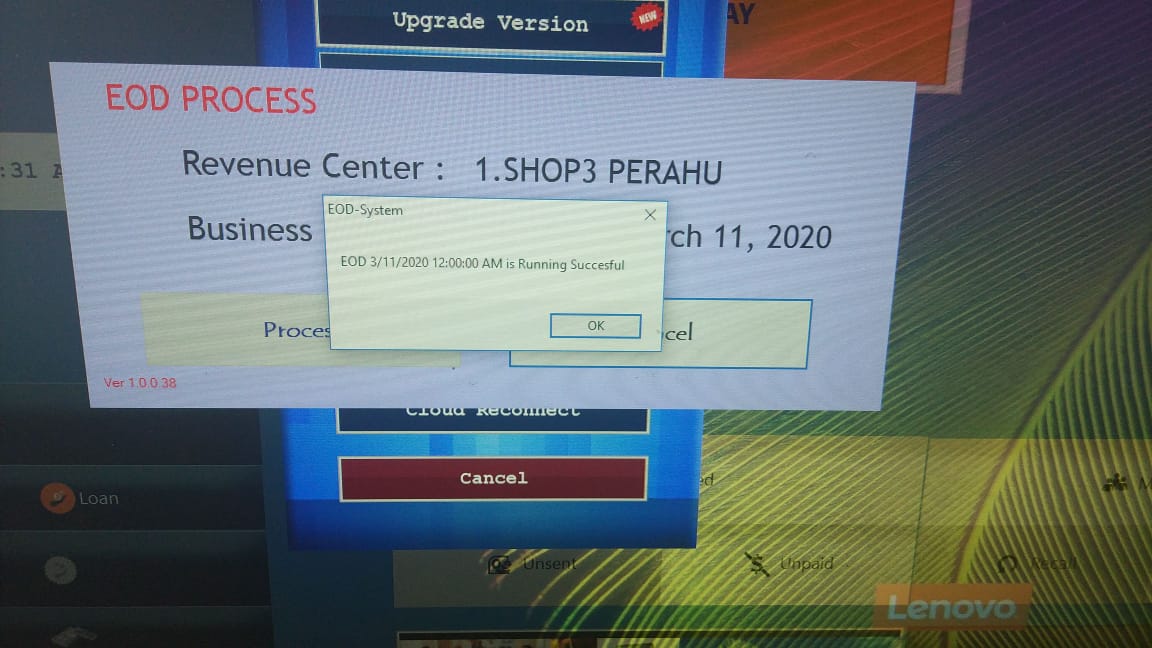 Upgrade Version
NEW
AY
EOD PROCESS
Revenue Center : 1.SHOP3 PERAHU
:31 A
EOD-System
Business
rch 11, 2020
EOD 3/11/2020 12:00:00 AM is Running Succesful
OK
Proces
cel
Ver 1.0.0.38
Cloud Reconnect
Cancel
ed
Loan
M
Unsent
Unpaid
Recall
Lenovo